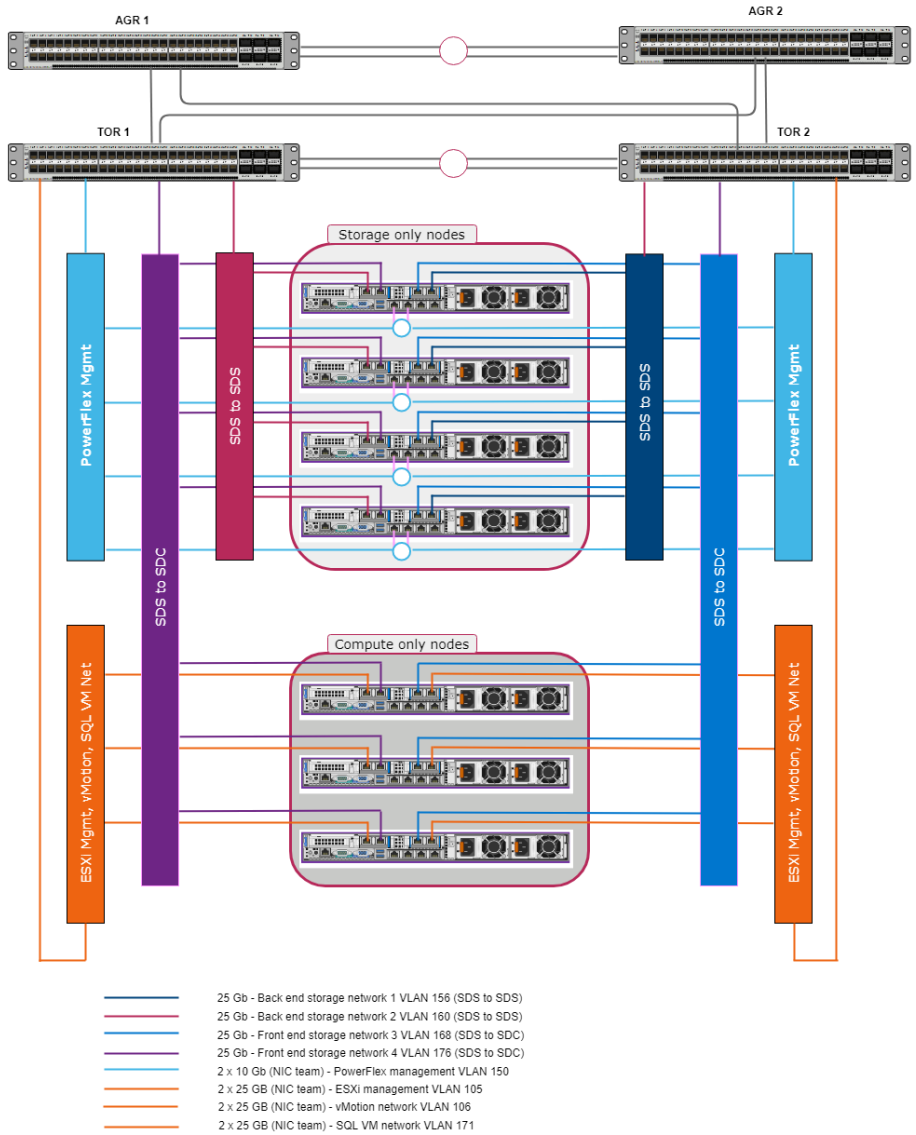 AGR 1
AGR 2
TOR 1
TOR 2
Storage only nodes
PowerFlex Mgmt
SDS to SDC
SDS to SDS
SDS to SDS
SDS to SDC
PowerFlex Mgmt
Compute only nodes
ESXI Mgmt, vMotion, SQL VM Net
ESXI Mgmt, vMotion, SQL VM Net
25 Gb - Back end storage network 1 VLAN 156 (SDS to SDS)
25 Gb - Back end storage network 2 VLAN 160 (SDS to SDS)
25 Gb - Front end storage network 3 VLAN 168 (SDS to SDC)
25 Gb - Front end storage network 4 VLAN 176 (SDS to SDC)
2 x 10 Gb (NIC team) - PowerFlex management VLAN 150
2 x 25 GB (NIC team) - ESXi management VLAN 105
2 x 25 GB (NIC team) - vMotion network VLAN 106
2 x 25 GB (NIC team) - SQL VM network VLAN 171